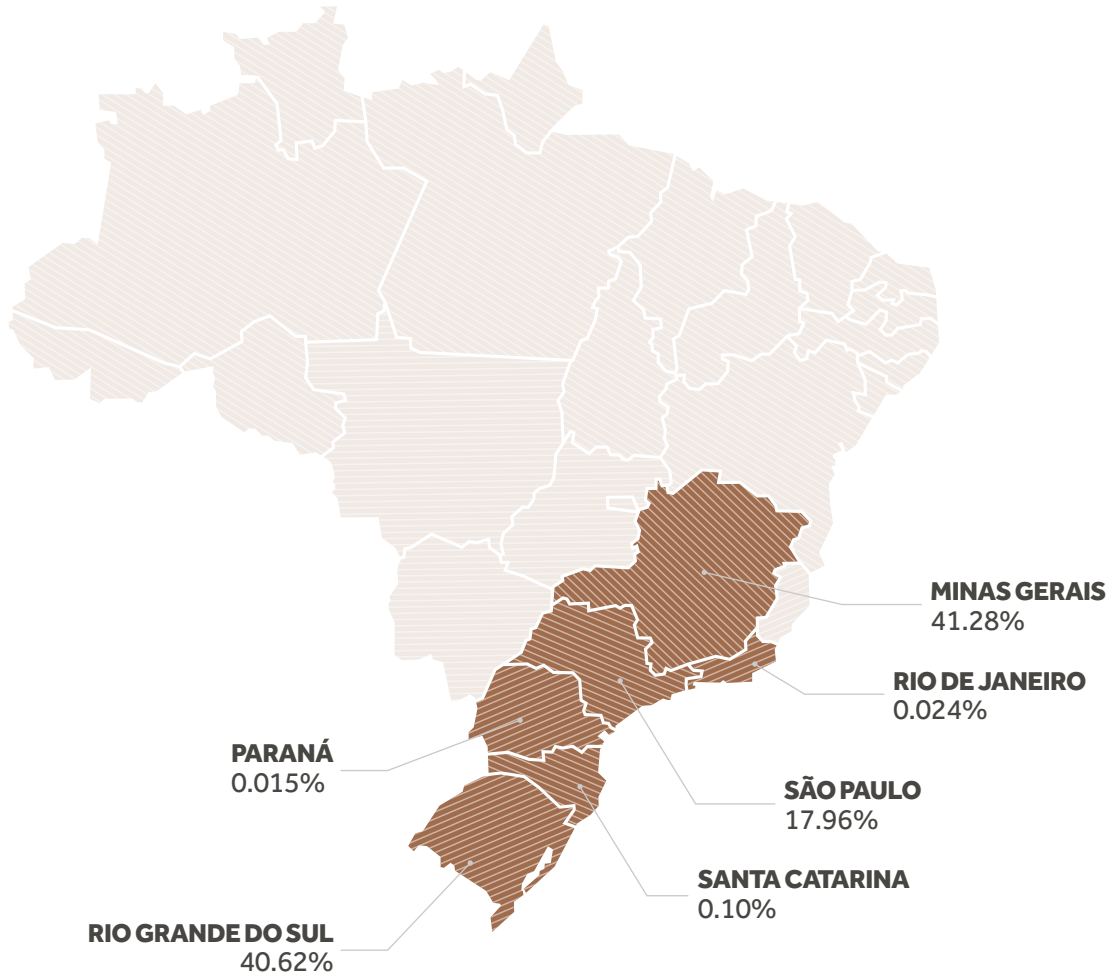 MINAS GERAIS
41.28%
RIO DE JANEIRO
0.024%
PARANÁ
0.015%
SÃO PAULO
17.96%
SANTA CATARINA
0.10%
RIO GRANDE DO SUL
40.62%